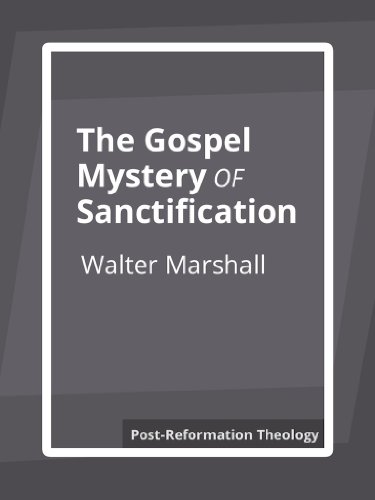 The Gospel
Mystery OF
Sanctification
Walter Marshall
Post-Reformation Theology